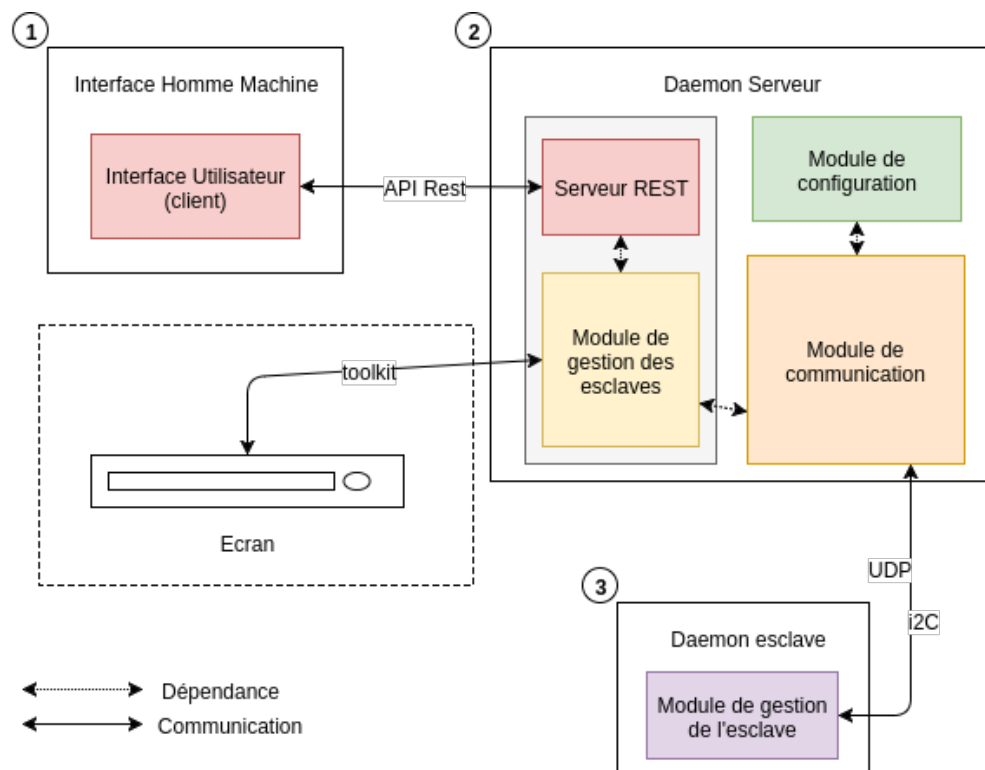 1
Interface Homme Machine
Interface Utilisateur
(client)
API Rest
2
Daemon Serveur
Serveur REST
Module de
configuration
Module de
gestion des
esclaves
Module de
communication
toolkit
Ecran
UDP
i2C
3
Daemon esclave
Module de gestion
de l'esclave
Dépendance
Communication